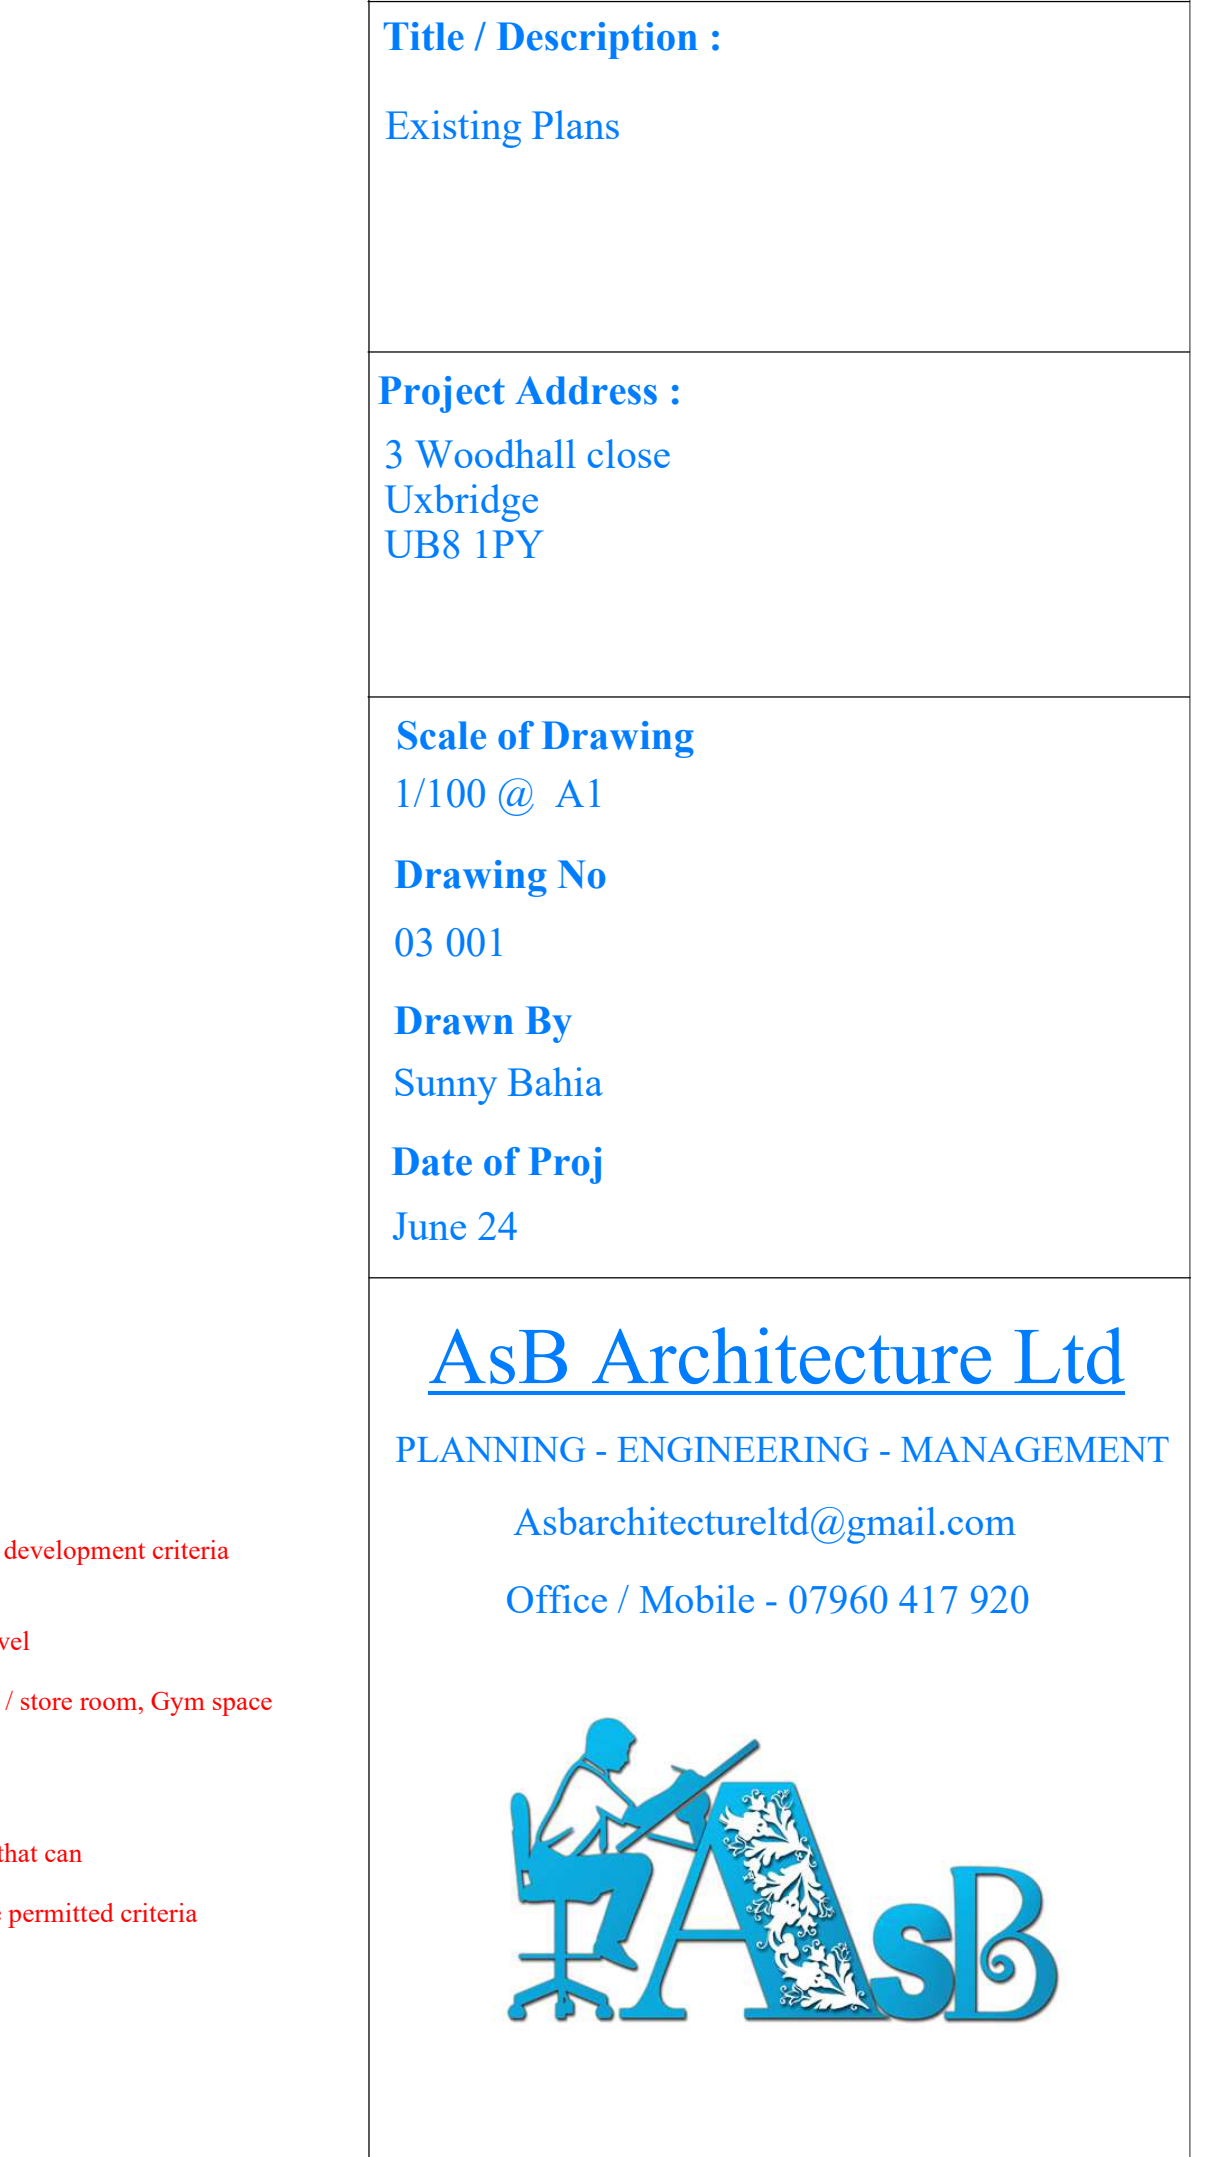 Title / Description :
Existing Plans
Project Address :
3 Woodhall close
Uxbridge
UB8 1PY
Scale of Drawing
1/100 @ A1
Drawing No
03 001
Drawn By
Sunny Bahia
Date of Proj
June 24
AsB Architecture Ltd
PLANNING - ENGINEERING - MANAGEMENT
Asbarchitectureltd@gmail.com
Office / Mobile - 07960 417 920
AsB
development criteria
/ store room, Gym space
that can
permitted criteria